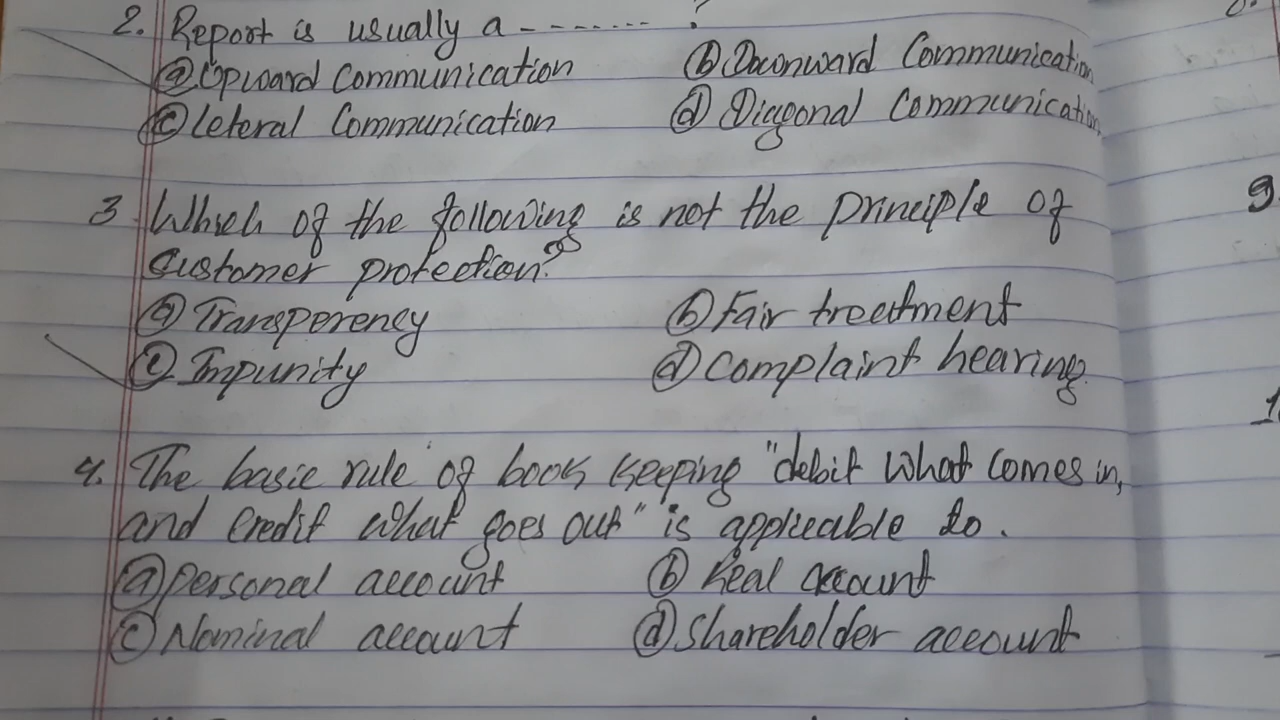 2. Report is usually a -------- ?
(a) Upward Communication (b) Downward Communication
(c) Leteral Communication (d) Diagonal Communication
3 Which of the following is not the principle of
customer protection?
(a) Transperency (b) Fair treetment
(c) Impunity (d) Complaint hearing
4. The basic rule of book keeping "debit what comes in,
and credit what goes out" is applicable to.
(a) personal account (b) Real account
(c) Nominal account (d) Shareholder account
9.